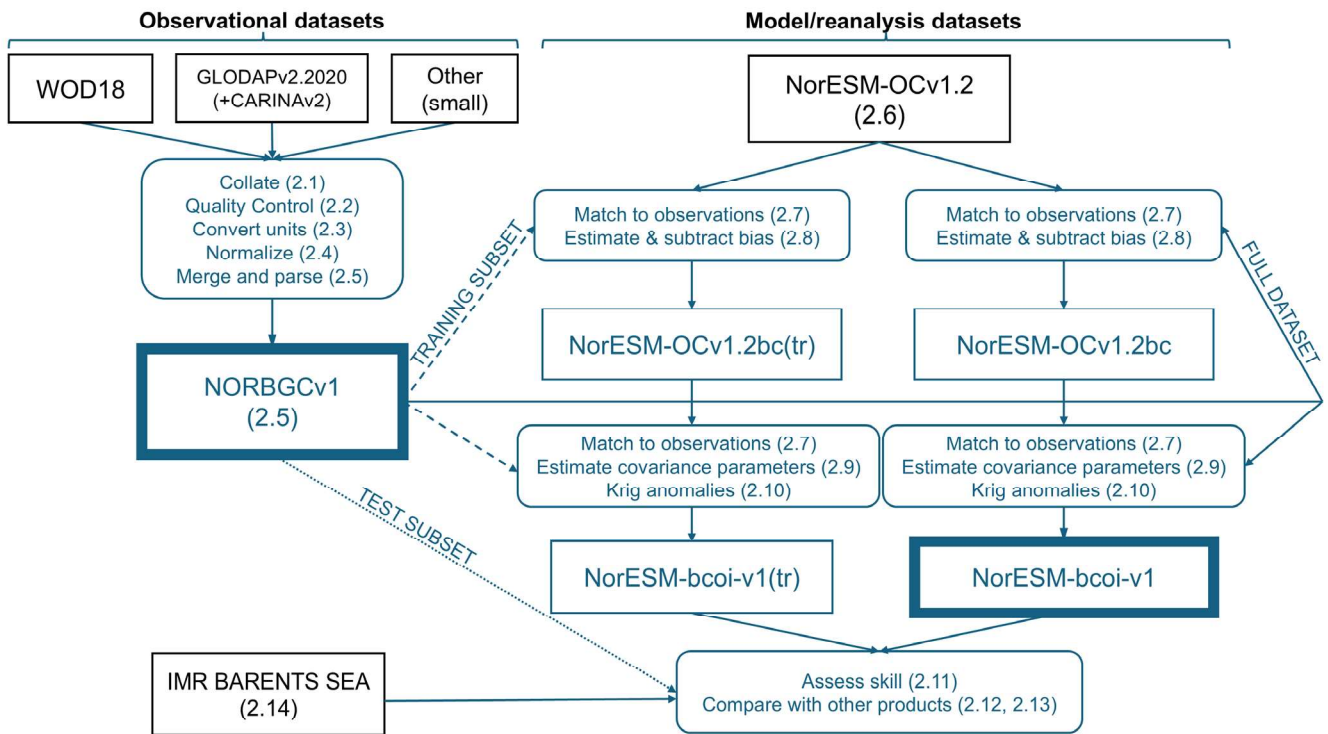 Observational datasets
Model/reanalysis datasets
WOD18
GLODAPv2.2020
(+CARINAv2)
Other
(small)
NorESM-OCv1.2
(2.6)
Collate (2.1)
Quality Control (2.2)
Convert units (2.3)
Normalize (2.4)
Merge and parse (2.5)
TRAINING SUBSET
Match to observations (2.7)
Estimate & subtract bias (2.8)
Match to observations (2.7)
Estimate & subtract bias (2.8)
FULL DATASET
NORBGCv1
(2.5)
NorESM-OCv1.2bc(tr)
NorESM-OCv1.2bc
Match to observations (2.7)
Estimate covariance parameters (2.9)
Krig anomalies (2.10)
Match to observations (2.7)
Estimate covariance parameters (2.9)
Krig anomalies (2.10)
TEST SUBSET
NorESM-bcoi-v1(tr)
NorESM-bcoi-v1
IMR BARENTS SEA
(2.14)
Assess skill (2.11)
Compare with other products (2.12, 2.13)